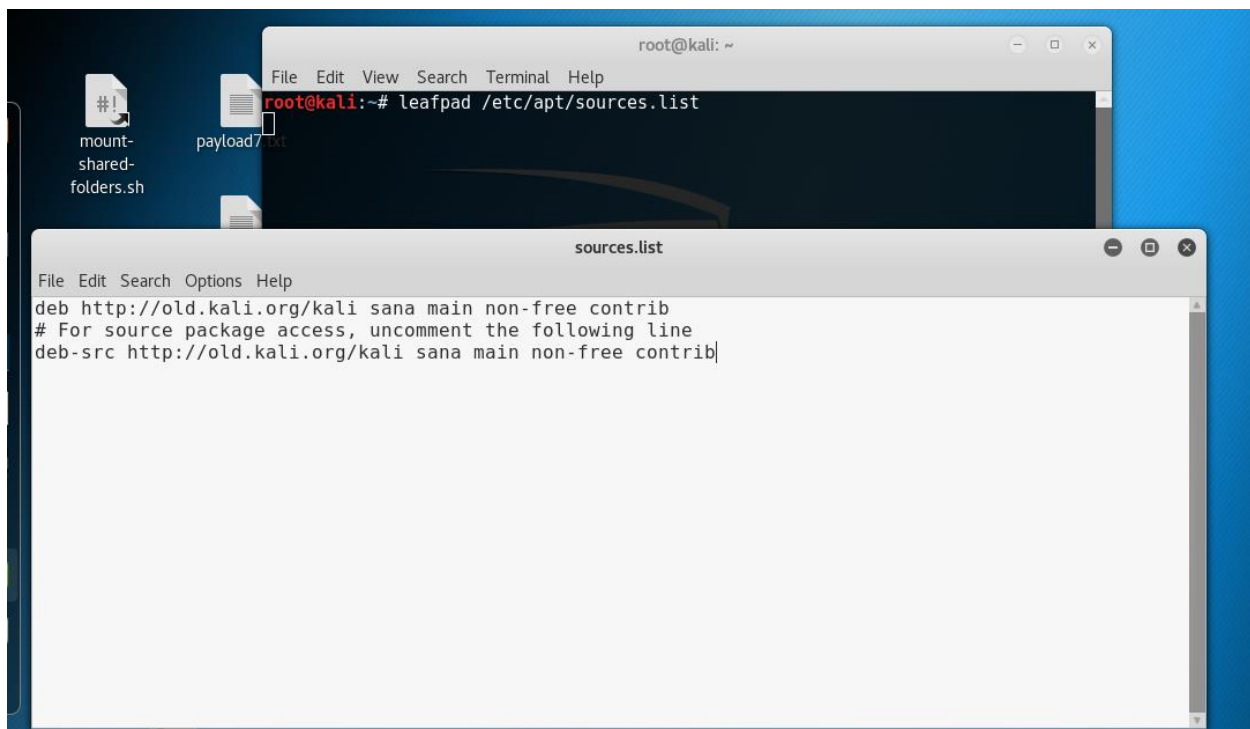 root@kali: ~
File Edit View Search Terminal Help
root@kali:~# leafpad /etc/apt/sources.list
#!
mount-
shared-
folders.sh
payload7.txt
sources.list
File Edit Search Options Help
deb http://old.kali.org/kali sana main non-free contrib
# For source package access, uncomment the following line
deb-src http://old.kali.org/kali sana main non-free contrib